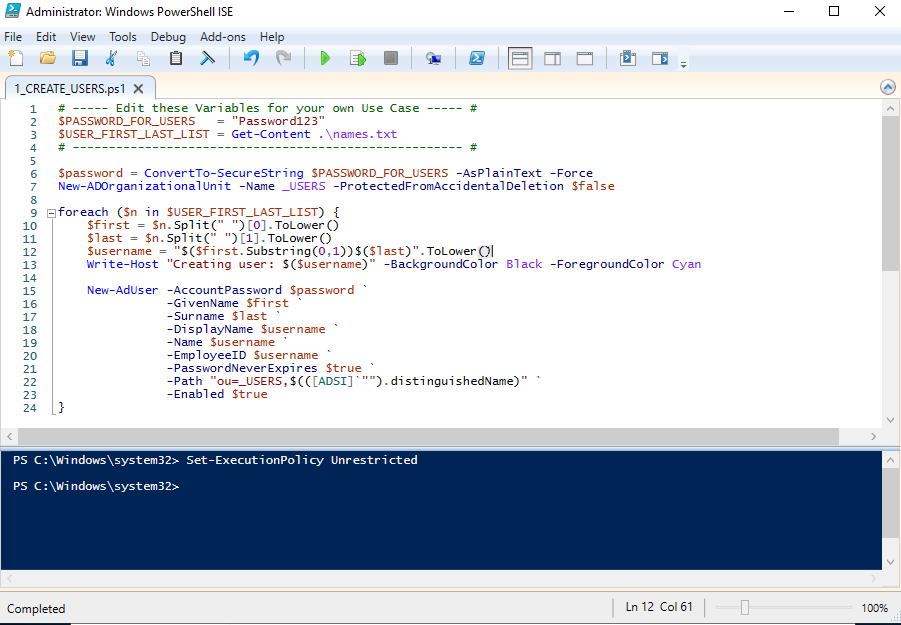 Administrator: Windows PowerShell ISE
File Edit View Tools Debug Add-ons Help
1_CREATE_USERS.ps1
1 # ----- Edit these Variables for your own Use Case ----- #
2 $PASSWORD_FOR_USERS   = "Password123"
3 $USER_FIRST_LAST_LIST = Get-Content .\names.txt
4 # ------------------------------------------------------ #
5
6 $password = ConvertTo-SecureString $PASSWORD_FOR_USERS -AsPlainText -Force
7 New-ADOrganizationalUnit -Name _USERS -ProtectedFromAccidentalDeletion $false
8
9 foreach ($n in $USER_FIRST_LAST_LIST) {
10     $first = $n.Split(" ")[0].ToLower()
11     $last = $n.Split(" ")[1].ToLower()
12     $username = "$($first.Substring(0,1))$($last)".ToLower()
13     Write-Host "Creating user: $($username)" -BackgroundColor Black -ForegroundColor Cyan
14
15     New-AdUser -AccountPassword $password `
16                -GivenName $first `
17                -Surname $last `
18                -DisplayName $username `
19                -Name $username `
20                -EmployeeID $username `
21                -PasswordNeverExpires $true `
22                -Path "ou=_USERS,$(([ADSI]`"").distinguishedName)" `
23                -Enabled $true
24 }
PS C:\Windows\system32> Set-ExecutionPolicy Unrestricted
PS C:\Windows\system32>
Completed
Ln 12 Col 61
100%